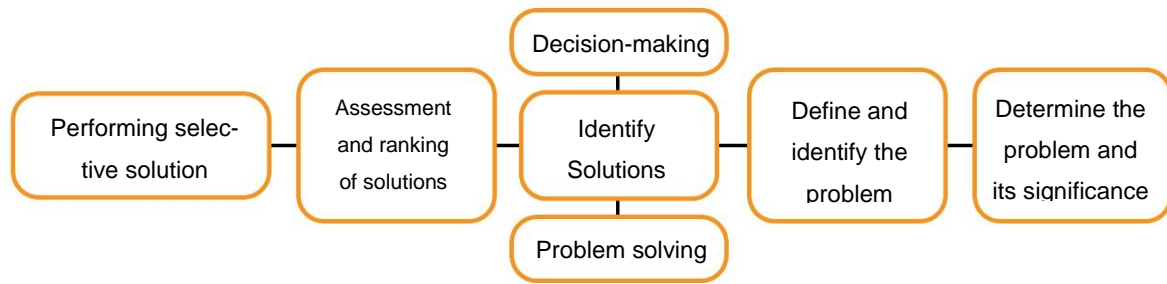 Decision-making
Performing selec-
tive solution
Assessment
and ranking
of solutions
Identify
Solutions
Define and
identify the
problem
Determine the
problem and
its significance
Problem solving